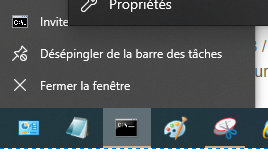 Propriétés
Invite
Désépingler de la barre des tâches
Fermer la fenêtre